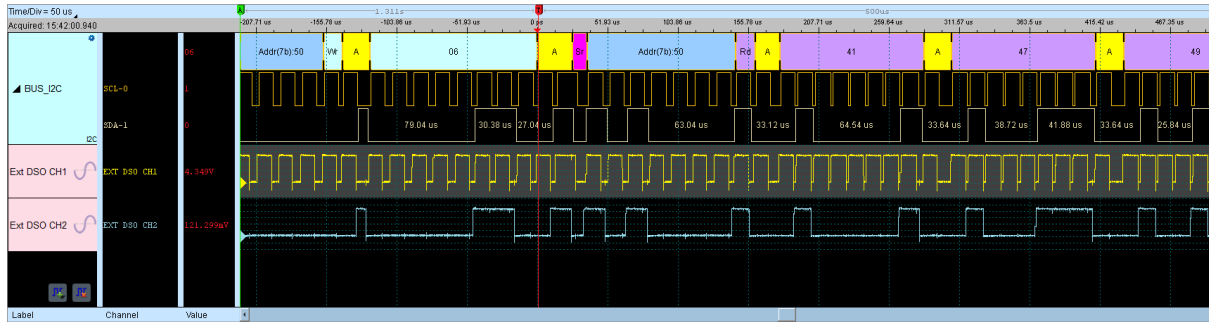 Time/Div= 50 us
1.311s
500us
Acquired: 15:42:00.940
-207.71 us -155.78 us -103.86 us -51.93 us 0 ps 51.93 us 103.86 us 155.78 us 207.71 us 259.64 us 311.57 us 363.5 us 415.42 us 467.35 us
A T
06 Addr(7b):50 Wr A 06 A Sr Addr(7b):50 Rd A 41 A 47 A 49
BUS_I2C SCL-0 1
SDA-1 0 79.04 us 30.38 us 27.04 us 63.04 us 33.12 us 64.54 us 33.64 us 38.72 us 41.88 us 33.64 us 25.84 us
I2C
Ext DSO CH1 EXT DSO CH1 4.349V
Ext DSO CH2 EXT DSO CH2 121.399mV
Label Channel Value